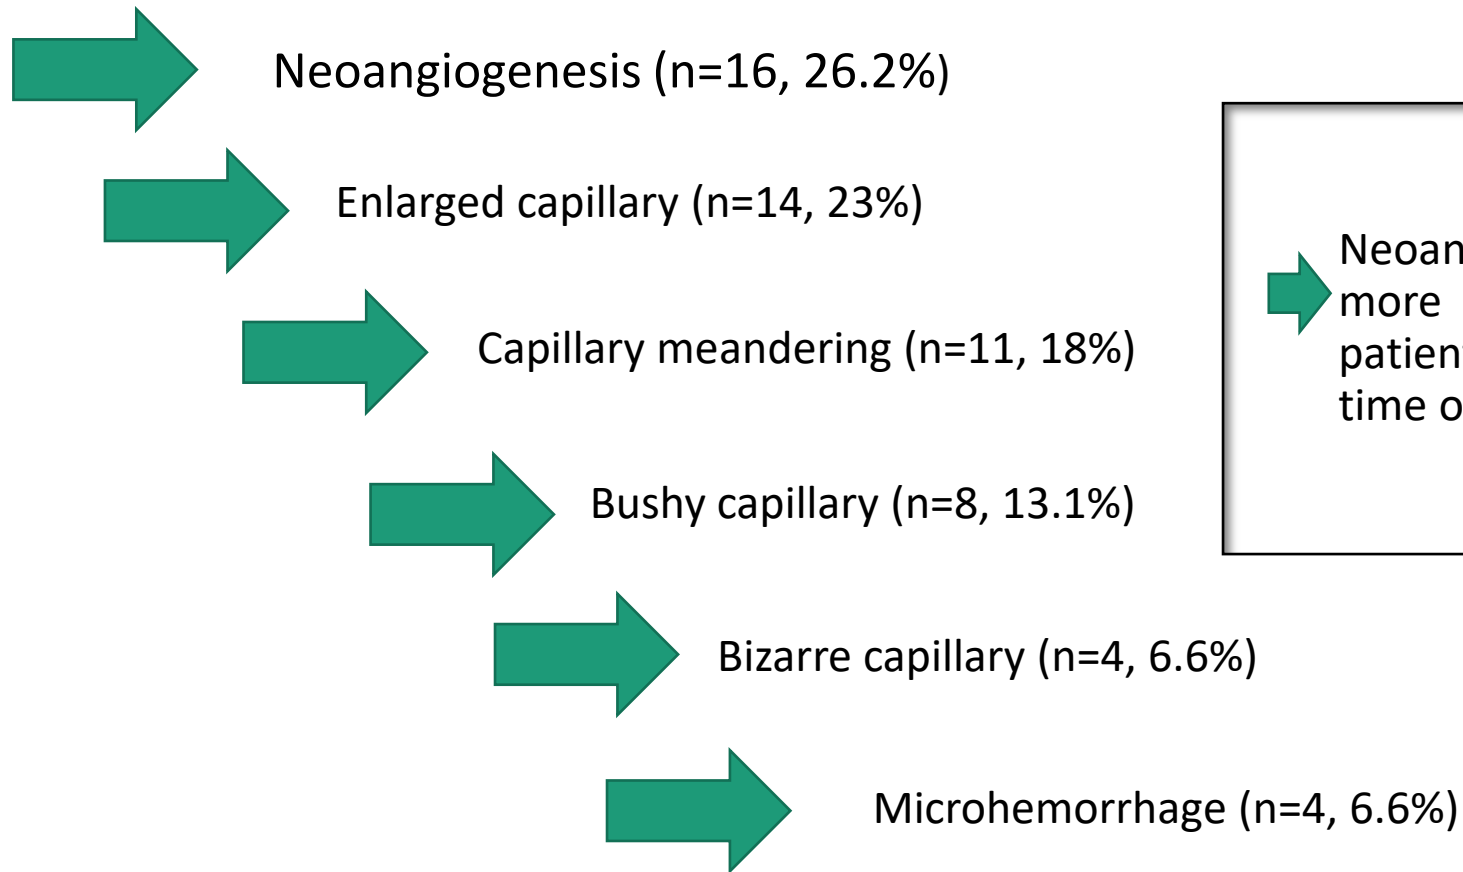 Neoangiogenesis (n=16, 26.2%)
Enlarged capillary (n=14, 23%)
Capillary meandering (n=11, 18%)
Bushy capillary (n=8, 13.1%)
Bizarre capillary (n=4, 6.6%)
Microhemorrhage (n=4, 6.6%)
more
time